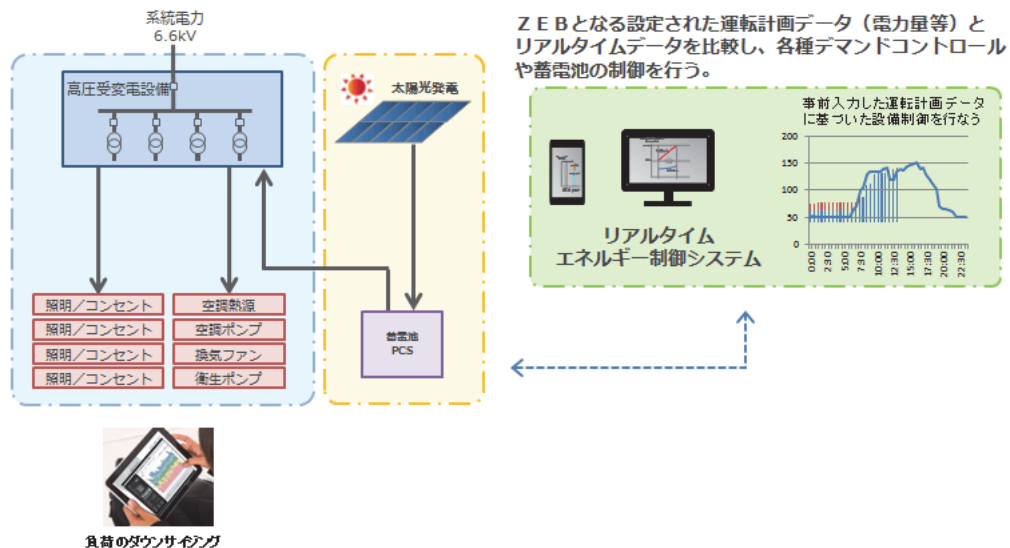 系統電力
6.6kV
高圧受変電設備
照明／コンセント
照明／コンセント
照明／コンセント
照明／コンセント
空調熱源
空調ポンプ
換気ファン
衛生ポンプ
太陽光発電
蓄電池
PCS
ＺＥＢとなる設定された運転計画データ（電力量等）と
リアルタイムデータを比較し、各種デマンドコントロール
や蓄電池の制御を行う。
リアルタイム
エネルギー制御システム
事前入力した運転計画データ
に基づいた設備制御を行なう
200
150
100
50
0
0:00
2:30
5:00
7:30
10:00
12:30
15:00
17:30
20:00
22:30
負荷のダウンサイジング